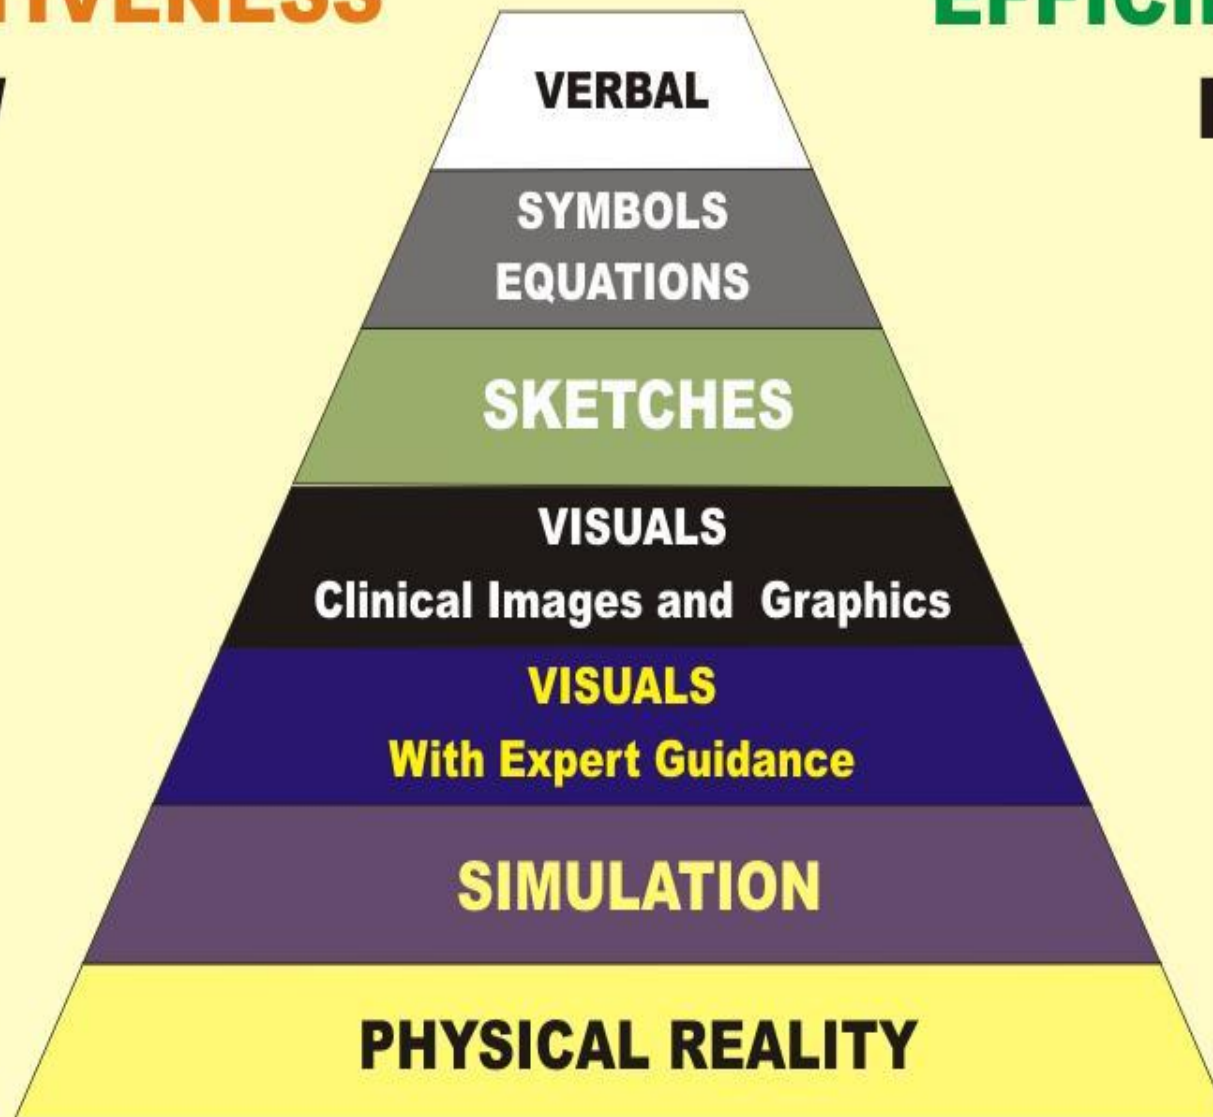 VERBAL
SYMBOLS
EQUATIONS
SKETCHES
VISUALS
Clinical Images and Graphics
VISUALS
With Expert Guidance
SIMULATION
PHYSICAL REALITY